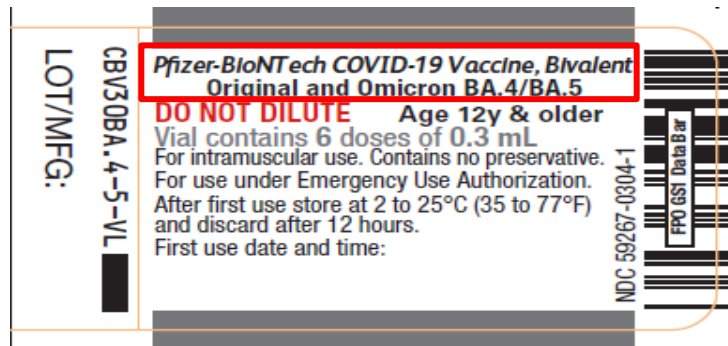 Pfizer-BioNTech COVID-19 Vaccine, Bivalent
Original and Omicron BA.4/BA.5
DO NOT DILUTE Age 12y & older
Vial contains 6 doses of 0.3 mL
For intramuscular use. Contains no preservative.
For use under Emergency Use Authorization.
After first use store at 2 to 25°C (35 to 77°F)
and discard after 12 hours.
First use date and time:
LOT/MFG:
CBV30BA.4-5-VL
NDC 59267-0304-1
FPO GS1 DataBar